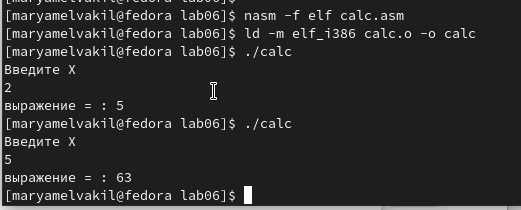 [maryamelvakil@fedora lab06]$ nasm -f elf calc.asm
[maryamelvakil@fedora lab06]$ ld -m elf_i386 calc.o -o calc
[maryamelvakil@fedora lab06]$ ./calc
Введите X
2
выражение = : 5
[maryamelvakil@fedora lab06]$ ./calc
Введите X
5
выражение = : 63
[maryamelvakil@fedora lab06]$